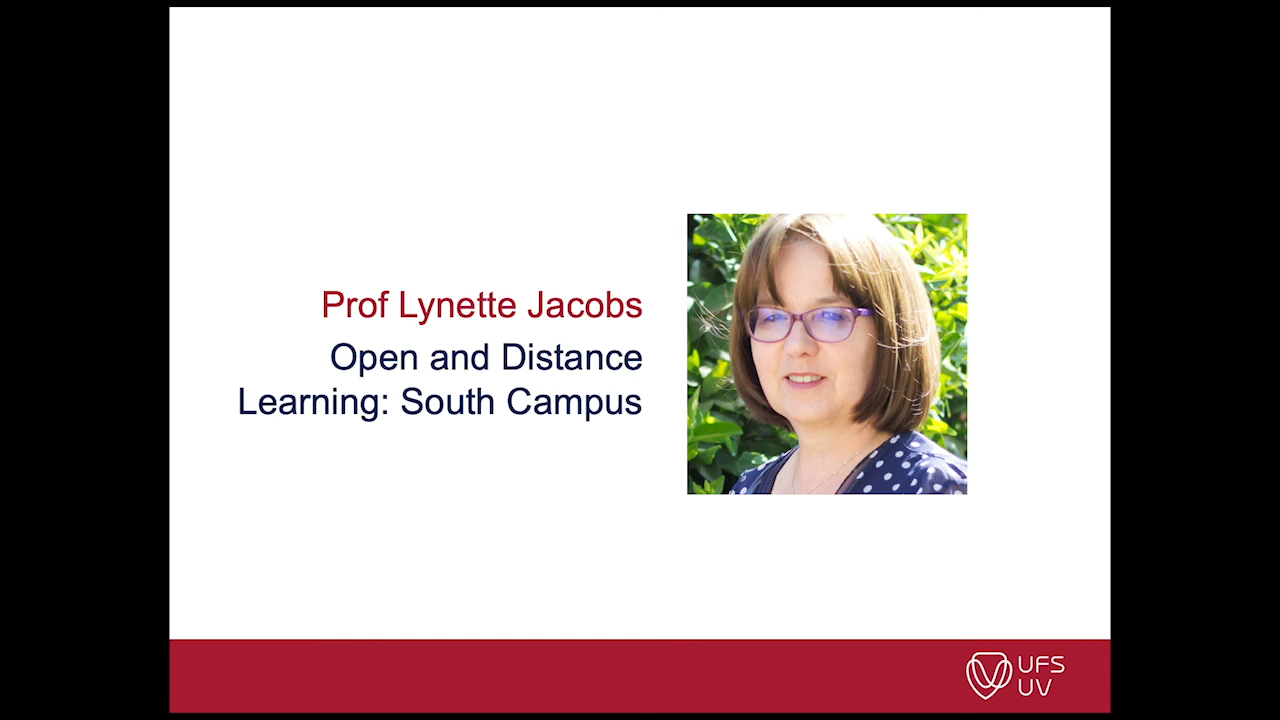 Prof Lynette Jacobs
Open and Distance
Learning: South Campus
UFS
UV